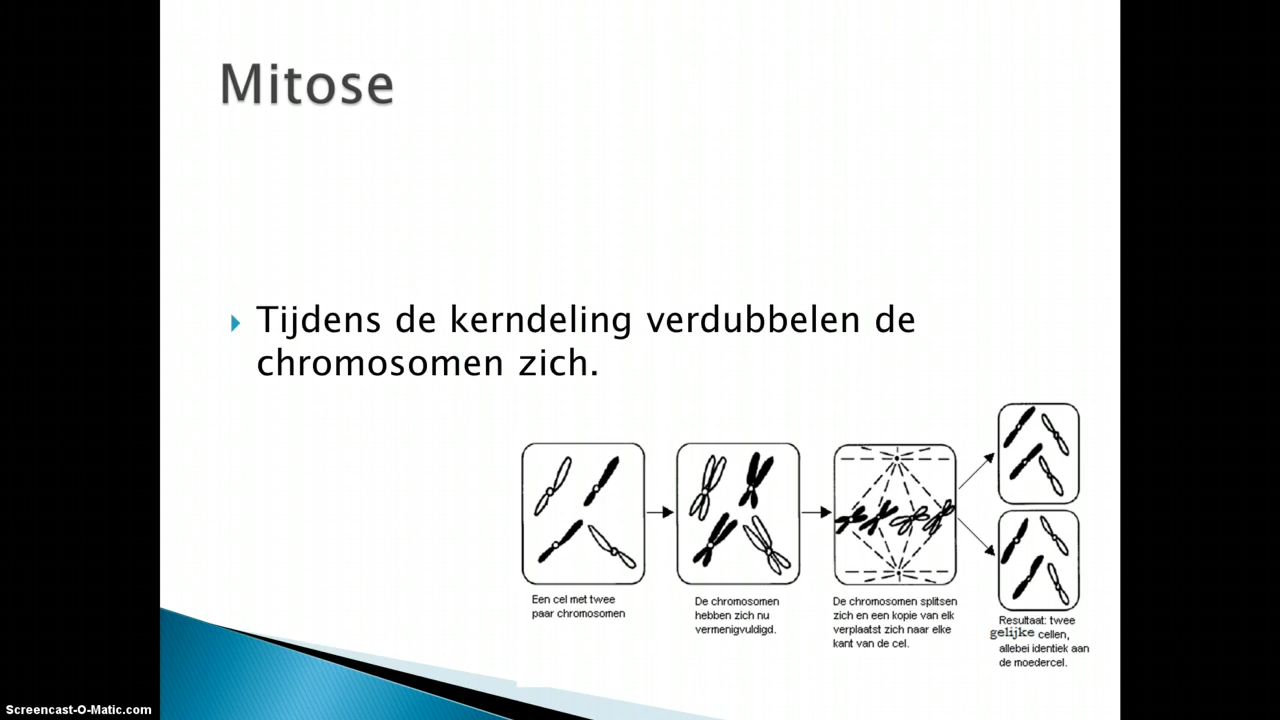 Mitose
Tijdens de kerndeling verdubbelen de
chromosomen zich.
Een cel met twee
paar chromosomen
De chromosomen
hebben zich nu
vermenigvuldigd.
De chromosomen splitsen
zich en een kopie van elk
verplaatst zich naar elke
kant van de cel.
Resultaat: twee
gelijke cellen,
allebei identiek aan
de moedercel.
Screencast-O-Matic.com